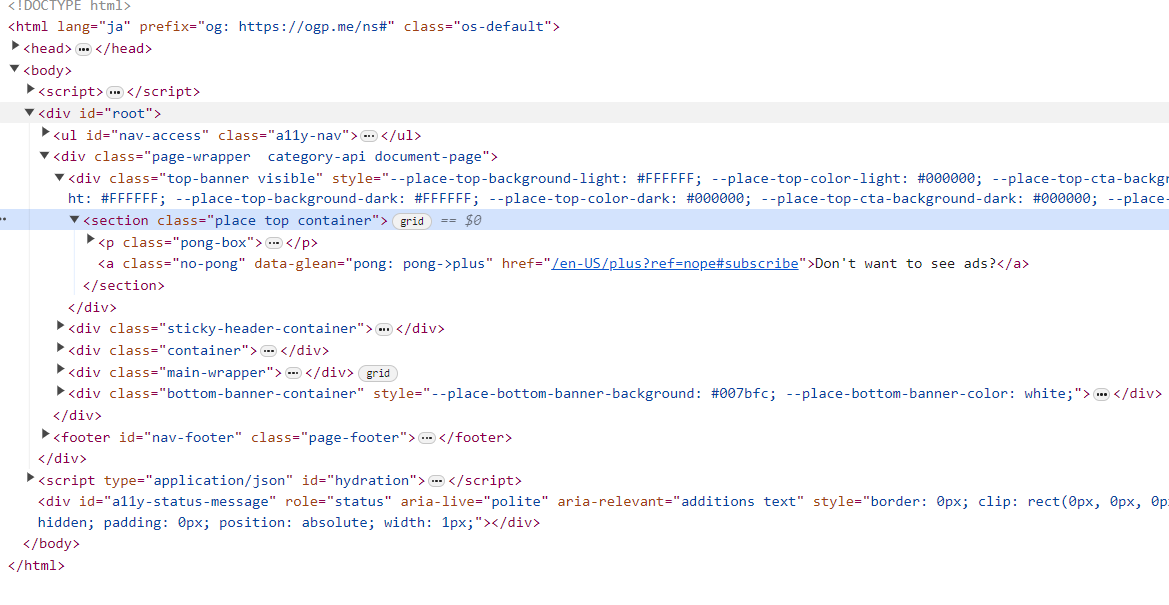 <!DOCTYPE html>
<html lang="ja" prefix="og: https://ogp.me/ns#" class="os-default">
<head> ⋯ </head>
<body>
<script> ⋯ </script>
<div id="root">
<ul id="nav-access" class="a11y-nav"> ⋯ </ul>
<div class="page-wrapper  category-api document-page">
<div class="top-banner visible" style="--place-top-background-light: #FFFFFF; --place-top-color-light: #000000; --place-top-cta-backg
ht: #FFFFFF; --place-top-background-dark: #FFFFFF; --place-top-color-dark: #000000; --place-top-cta-background-dark: #000000; --place-
⋯ <section class="place top container"> grid == $0
<p class="pong-box"> ⋯ </p>
<a class="no-pong" data-glean="pong: pong->plus" href="/en-US/plus?ref=nope#subscribe">Don't want to see ads?</a>
</section>
</div>
<div class="sticky-header-container"> ⋯ </div>
<div class="container"> ⋯ </div>
<div class="main-wrapper"> ⋯ </div> grid
<div class="bottom-banner-container" style="--place-bottom-banner-background: #007bfc; --place-bottom-banner-color: white;"> ⋯ </div>
</div>
<footer id="nav-footer" class="page-footer"> ⋯ </footer>
</div>
<script type="application/json" id="hydration"> ⋯ </script>
<div id="a11y-status-message" role="status" aria-live="polite" aria-relevant="additions text" style="border: 0px; clip: rect(0px, 0px, 0p
hidden; padding: 0px; position: absolute; width: 1px;"></div>
</body>
</html>